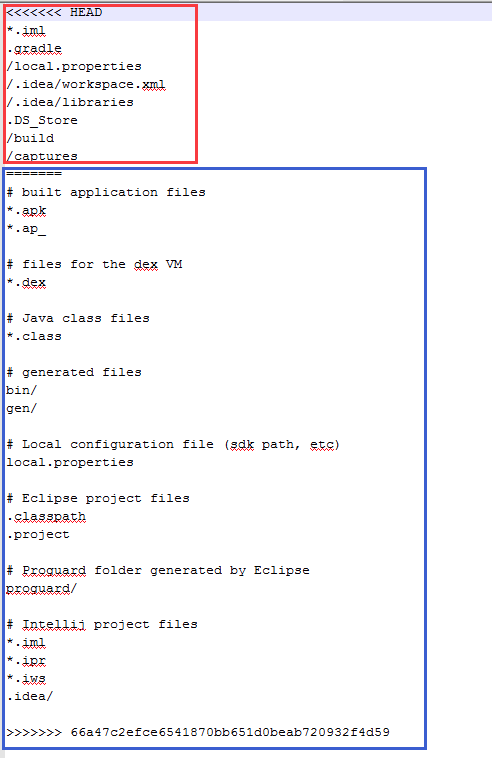 <<<<<<< HEAD
*.iml
.gradle
/local.properties
/.idea/workspace.xml
/.idea/libraries
.DS_Store
/build
/captures
=======
# built application files
*.apk
*.ap_
# files for the dex VM
*.dex
# Java class files
*.class
# generated files
bin/
gen/
# Local configuration file (sdk path, etc)
local.properties
# Eclipse project files
.classpath
.project
# Proguard folder generated by Eclipse
proguard/
# Intellij project files
*.iml
*.ipr
*.iws
.idea/
>>>>>>> 66a47c2efce6541870bb651d0beab720932f4d59